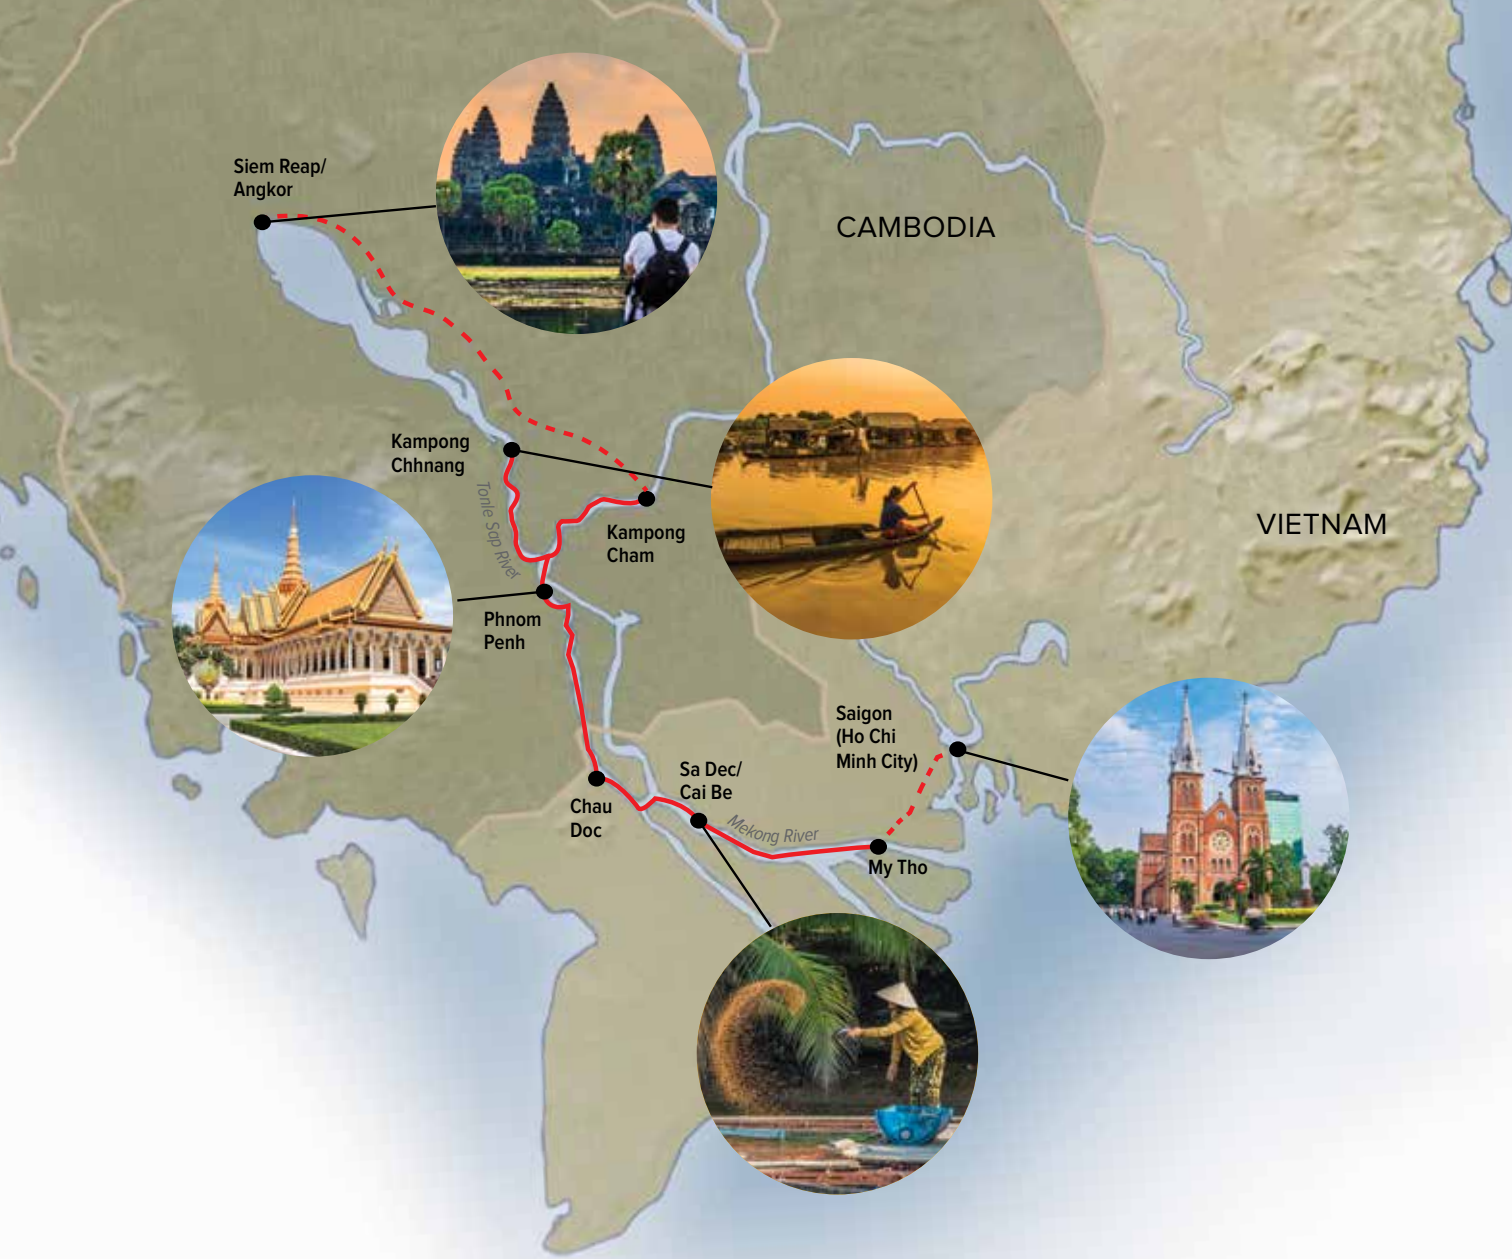 Siem Reap/
Angkor
CAMBODIA
Kampong
Chhnang
Tonle Sap River
Kampong
Cham
VIETNAM
Phnom
Penh
Saigon
(Ho Chi
Minh City)
Sa Dec/
Cai Be
Chau
Doc
Mekong River
My Tho